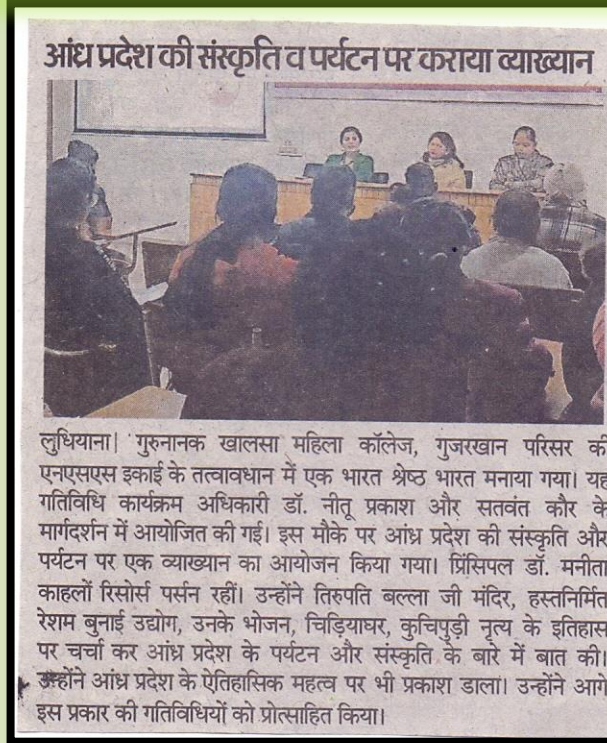 आंध्र प्रदेश की संस्कृति व पर्यटन पर कराया व्याख्यान
लुधियाना| गुरुनानक खालसा महिला कॉलेज, गुजरखान परिसर की
एनएसएस इकाई के तत्वावधान में एक भारत श्रेष्ठ भारत मनाया गया। यह
गतिविधि कार्यक्रम अधिकारी डॉ. नीतू प्रकाश और सतवंत कौर के
मार्गदर्शन में आयोजित की गई। इस मौके पर आंध्र प्रदेश की संस्कृति और
पर्यटन पर एक व्याख्यान का आयोजन किया गया। प्रिंसिपल डॉ. मनीता
काहलों रिसोर्स पर्सन रहीं। उन्होंने तिरुपति बल्ला जी मंदिर, हस्तनिर्मित
रेशम बुनाई उद्योग, उनके भोजन, चिड़ियाघर, कुचिपुड़ी नृत्य के इतिहास
पर चर्चा कर आंध्र प्रदेश के पर्यटन और संस्कृति के बारे में बात की।
उन्होंने आंध्र प्रदेश के ऐतिहासिक महत्व पर भी प्रकाश डाला। उन्होंने आगे
इस प्रकार की गतिविधियों को प्रोत्साहित किया।